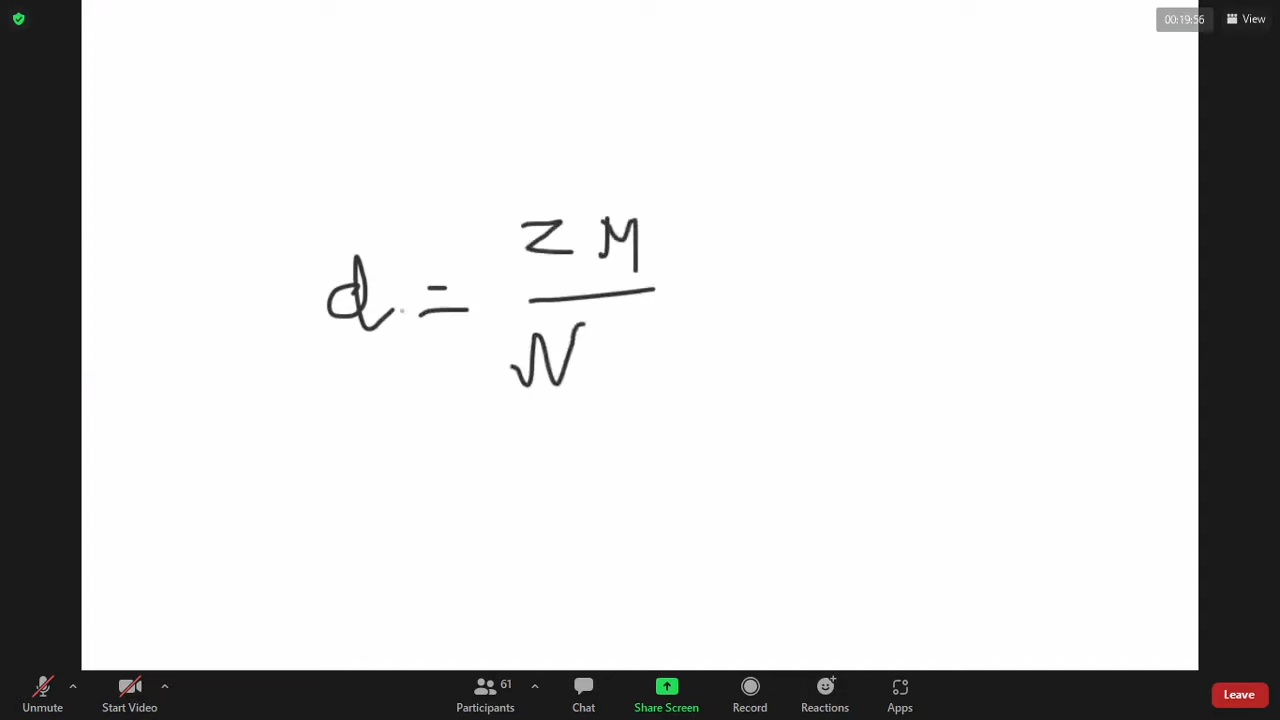 00:19:56 View
d = Z M
N
Unmute Start Video Participants 61 Chat Share Screen Record Reactions Apps Leave